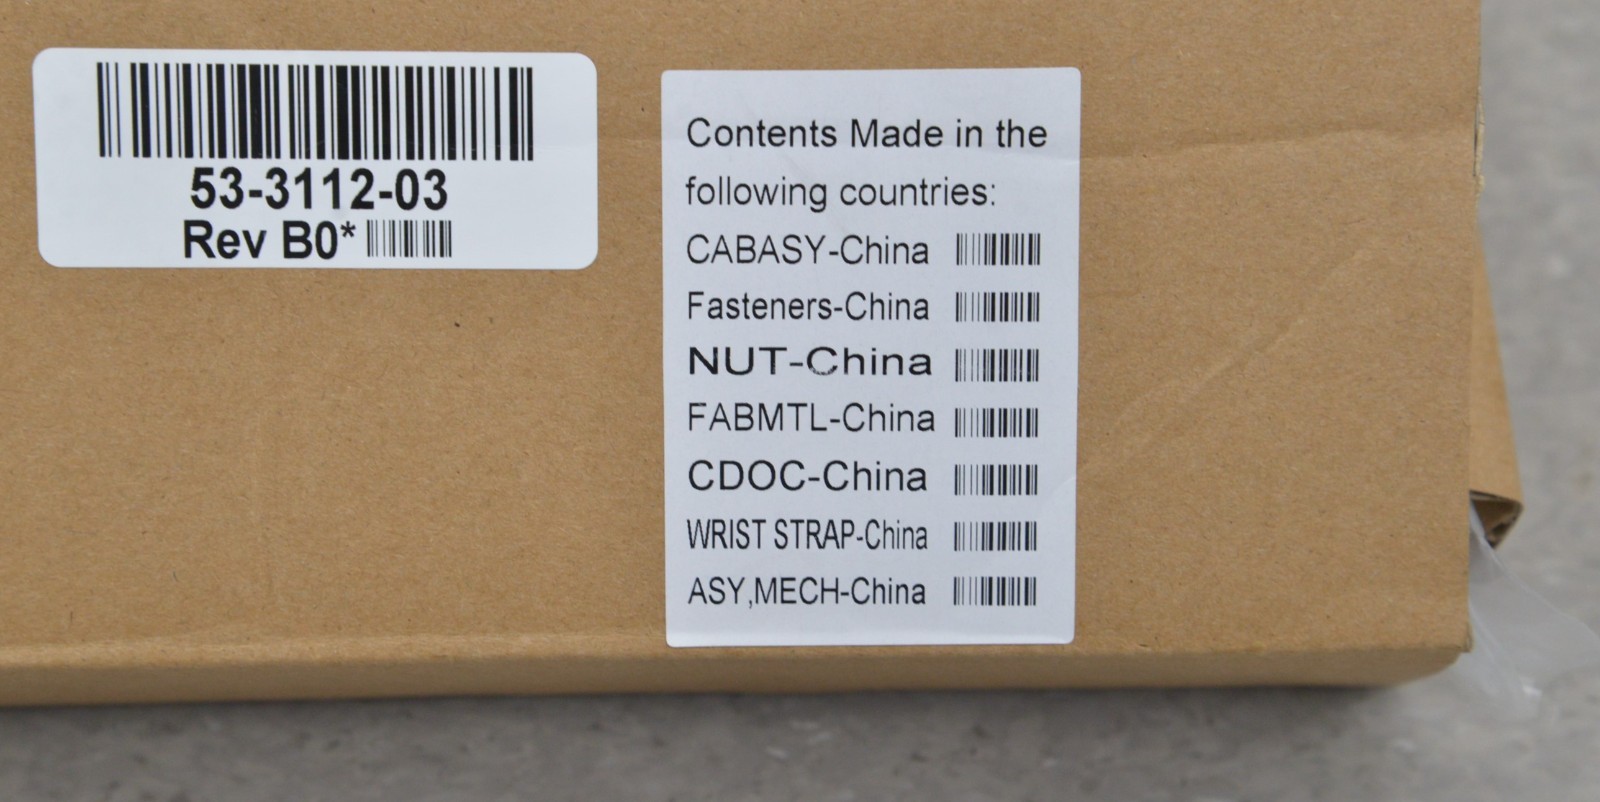 53-3112-03
Rev B0*
Contents Made in the
following countries:
CABASY-China
Fasteners-China
NUT-China
FABMTL-China
CDOC-China
WRIST STRAP-China
ASY,MECH-China